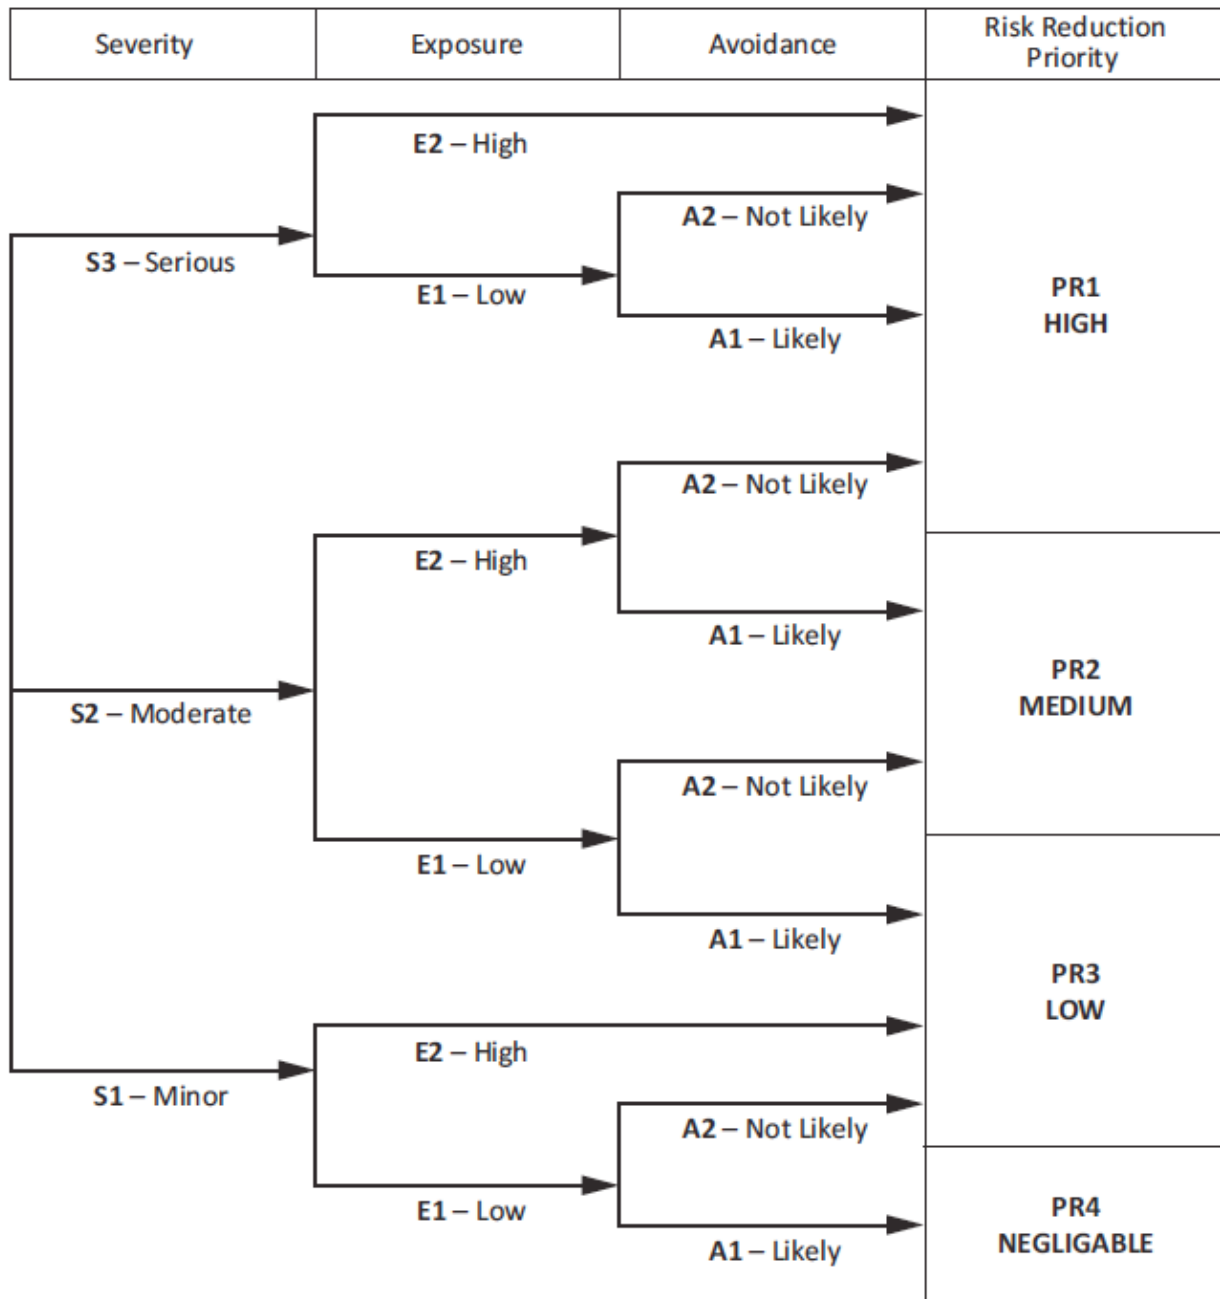 Severity
Exposure
Avoidance
Risk Reduction
Priority
E2 – High
A2 – Not Likely
S3 – Serious
E1 – Low
A1 – Likely
PR1
HIGH
A2 – Not Likely
E2 – High
A1 – Likely
S2 – Moderate
PR2
MEDIUM
A2 – Not Likely
E1 – Low
A1 – Likely
PR3
LOW
E2 – High
S1 – Minor
A2 – Not Likely
E1 – Low
A1 – Likely
PR4
NEGLIGABLE